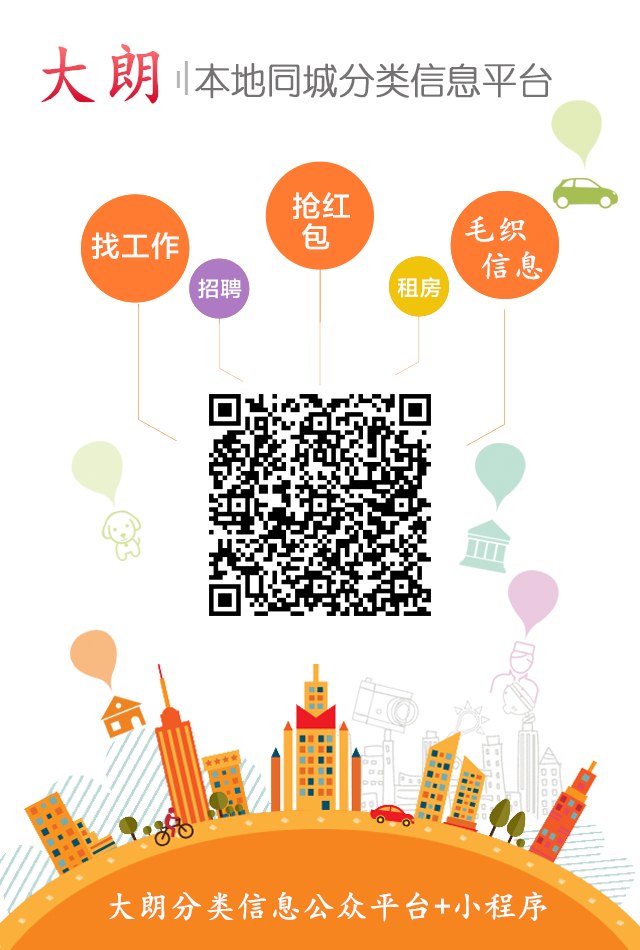 大朗 本地同城分类信息平台
抢红
包
找工作
毛织
信息
招聘
租房
大朗分类信息公众平台+小程序